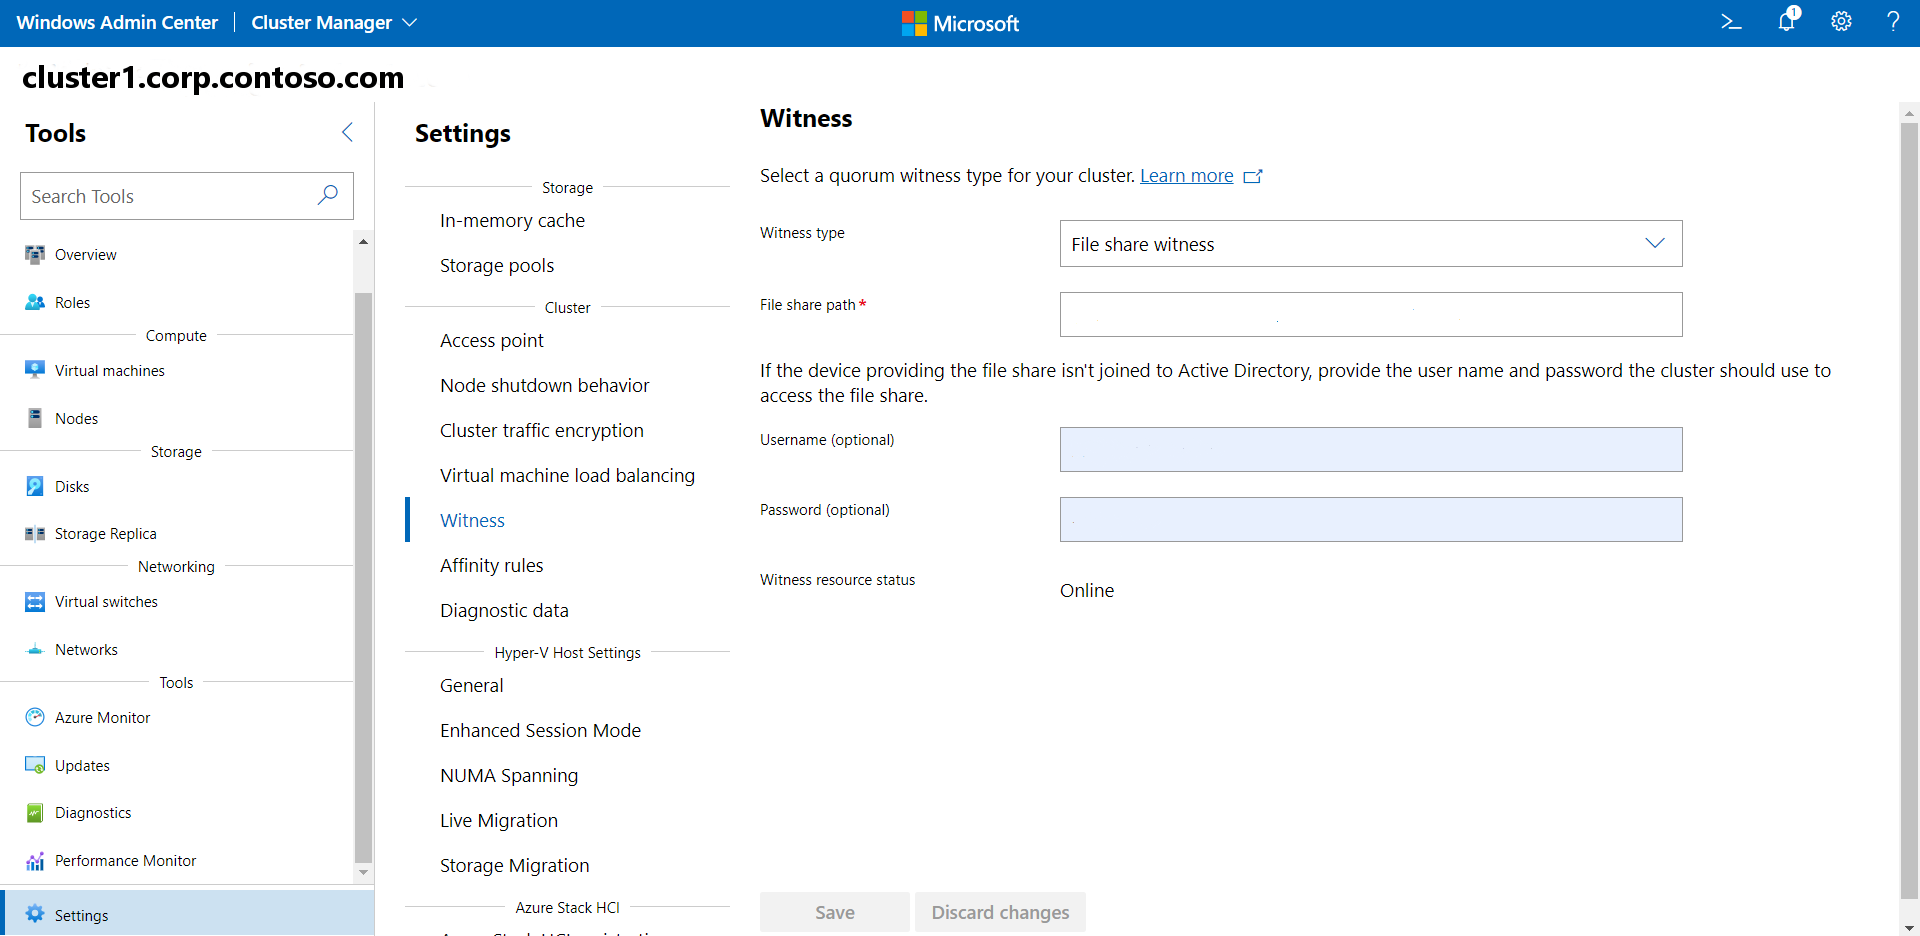 Windows Admin Center | Cluster Manager
Microsoft
1
cluster1.corp.contoso.com
Tools
Search Tools
Overview
Roles
Compute
Virtual machines
Nodes
Storage
Disks
Storage Replica
Networking
Virtual switches
Networks
Tools
Azure Monitor
Updates
Diagnostics
Performance Monitor
Settings
Settings
Storage
In-memory cache
Storage pools
Cluster
Access point
Node shutdown behavior
Cluster traffic encryption
Virtual machine load balancing
Witness
Affinity rules
Diagnostic data
Hyper-V Host Settings
General
Enhanced Session Mode
NUMA Spanning
Live Migration
Storage Migration
Azure Stack HCI
Witness
Select a quorum witness type for your cluster. Learn more
Witness type
File share witness
File share path *
If the device providing the file share isn't joined to Active Directory, provide the user name and password the cluster should use to
access the file share.
Username (optional)
Password (optional)
Witness resource status
Online
Save
Discard changes